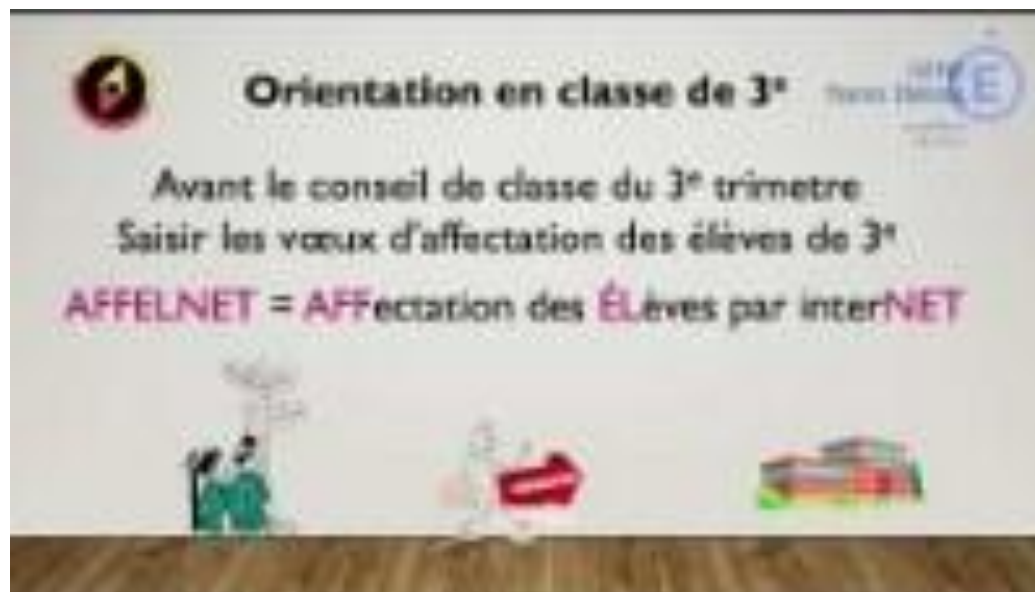 Orientation en classe de 3ᵉ
E
Avant le conseil de classe du 3ᵉ trimetre
Saisir les vœux d'affectation des élèves de 3ᵉ
AFFELNET = AFFectation des ÉLèves par interNET